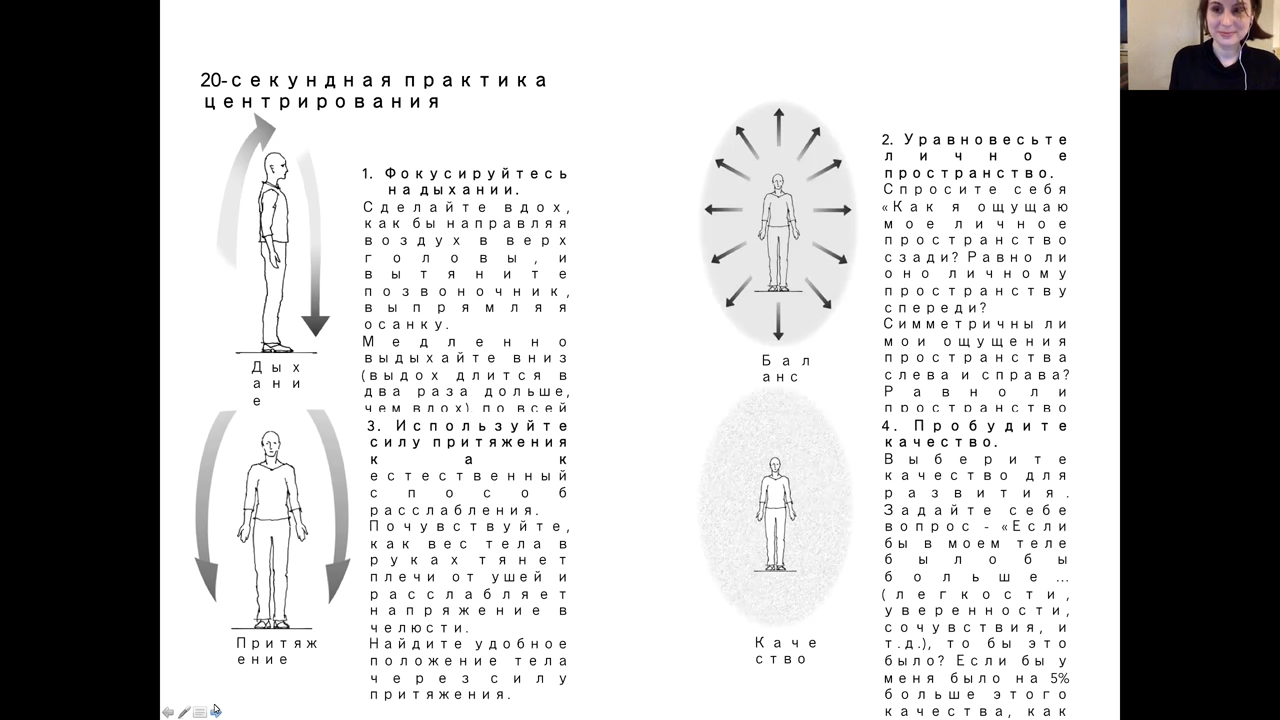 20-секундная практика
центрирования
1. Фокусируйтесь
на дыхании.
Сделайте вдох,
как бы направляя
воздух в верх
головы, и
вытяните
позвоночник,
выпрямляя
осанку.
Медленно
выдыхайте вниз
(выдох длится в
два раза дольше,
чем вдох) по всей
Дых
ани
е
2. Уравновесьте
личное
пространство.
Спросите себя
«Как я ощущаю
мое личное
пространство
сзади? Равно ли
оно личному
пространству
спереди?
Симметричны ли
мои ощущения
пространства
слева и справа?
Равно ли
пространство
Бал
анс
3. Используйте
силу притяжения
как
естественный
способ
расслабления.
Почувствуйте,
как вес тела в
руках тянет
плечи от ушей и
расслабляет
напряжение в
челюсти.
Найдите удобное
положение тела
через силу
притяжения.
Притяж
ение
4. Пробудите
качество.
Выберите
качество для
развития.
Задайте себе
вопрос - «Если
бы в моем теле
было бы
больше...
(легкости,
уверенности,
сочувствия, и
т.д.), то бы это
было? Если бы у
меня было на 5%
больше этого
качества, как
Каче
ство